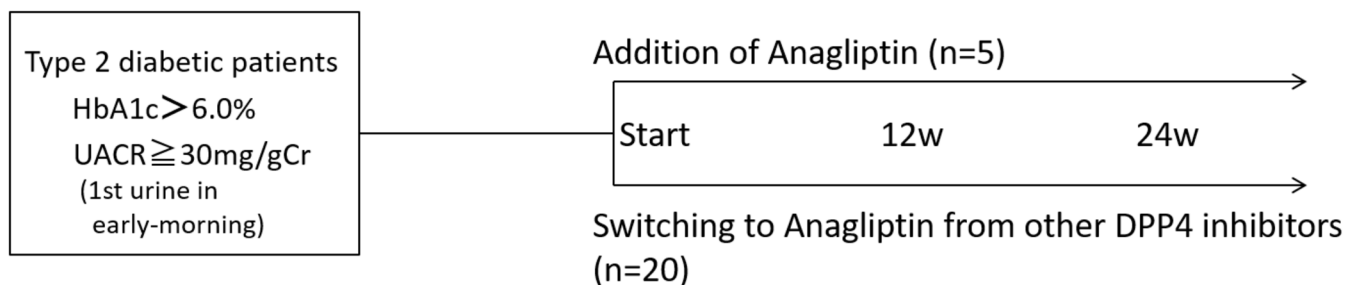 Type 2 diabetic patients
HbA1c＞6.0%
UACR≧30mg/gCr
(1st urine in
early-morning)
Addition of Anagliptin (n=5)
Start 12w 24w
Switching to Anagliptin from other DPP4 inhibitors
(n=20)